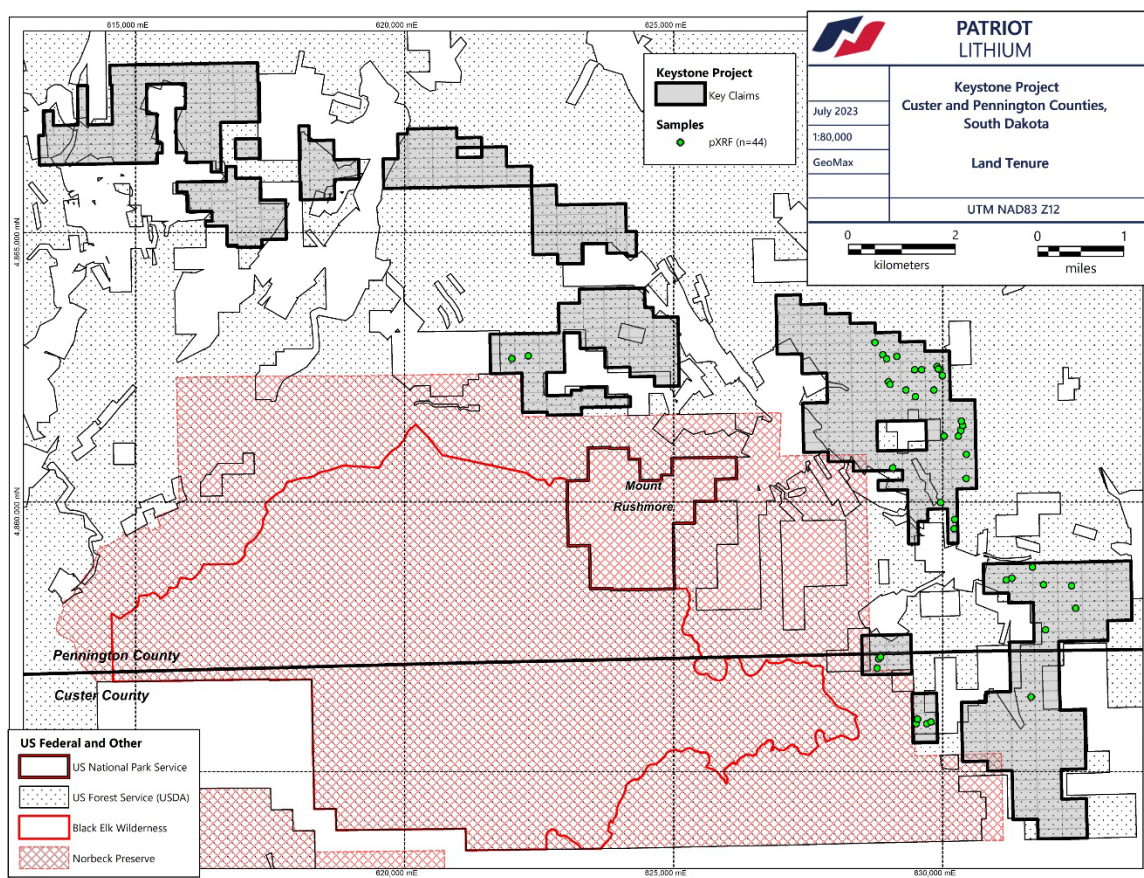 615,000 mE
620,000 mE
625,000 mE
PATRIOT
LITHIUM
Keystone Project
Custer and Pennington Counties,
South Dakota
Land Tenure
UTM NAD83 Z12
July 2023
1:80,000
GeoMax
0 2
kilometers
0 1
miles
Keystone Project
Key Claims
Samples
pXRF (n=44)
4,865,000 mN
4,860,000 mN
Mount
Rushmore
Pennington County
Custer County
US Federal and Other
US National Park Service
US Forest Service (USDA)
Black Elk Wilderness
Norbeck Preserve
620,000 mE
625,000 mE
630,000 mE